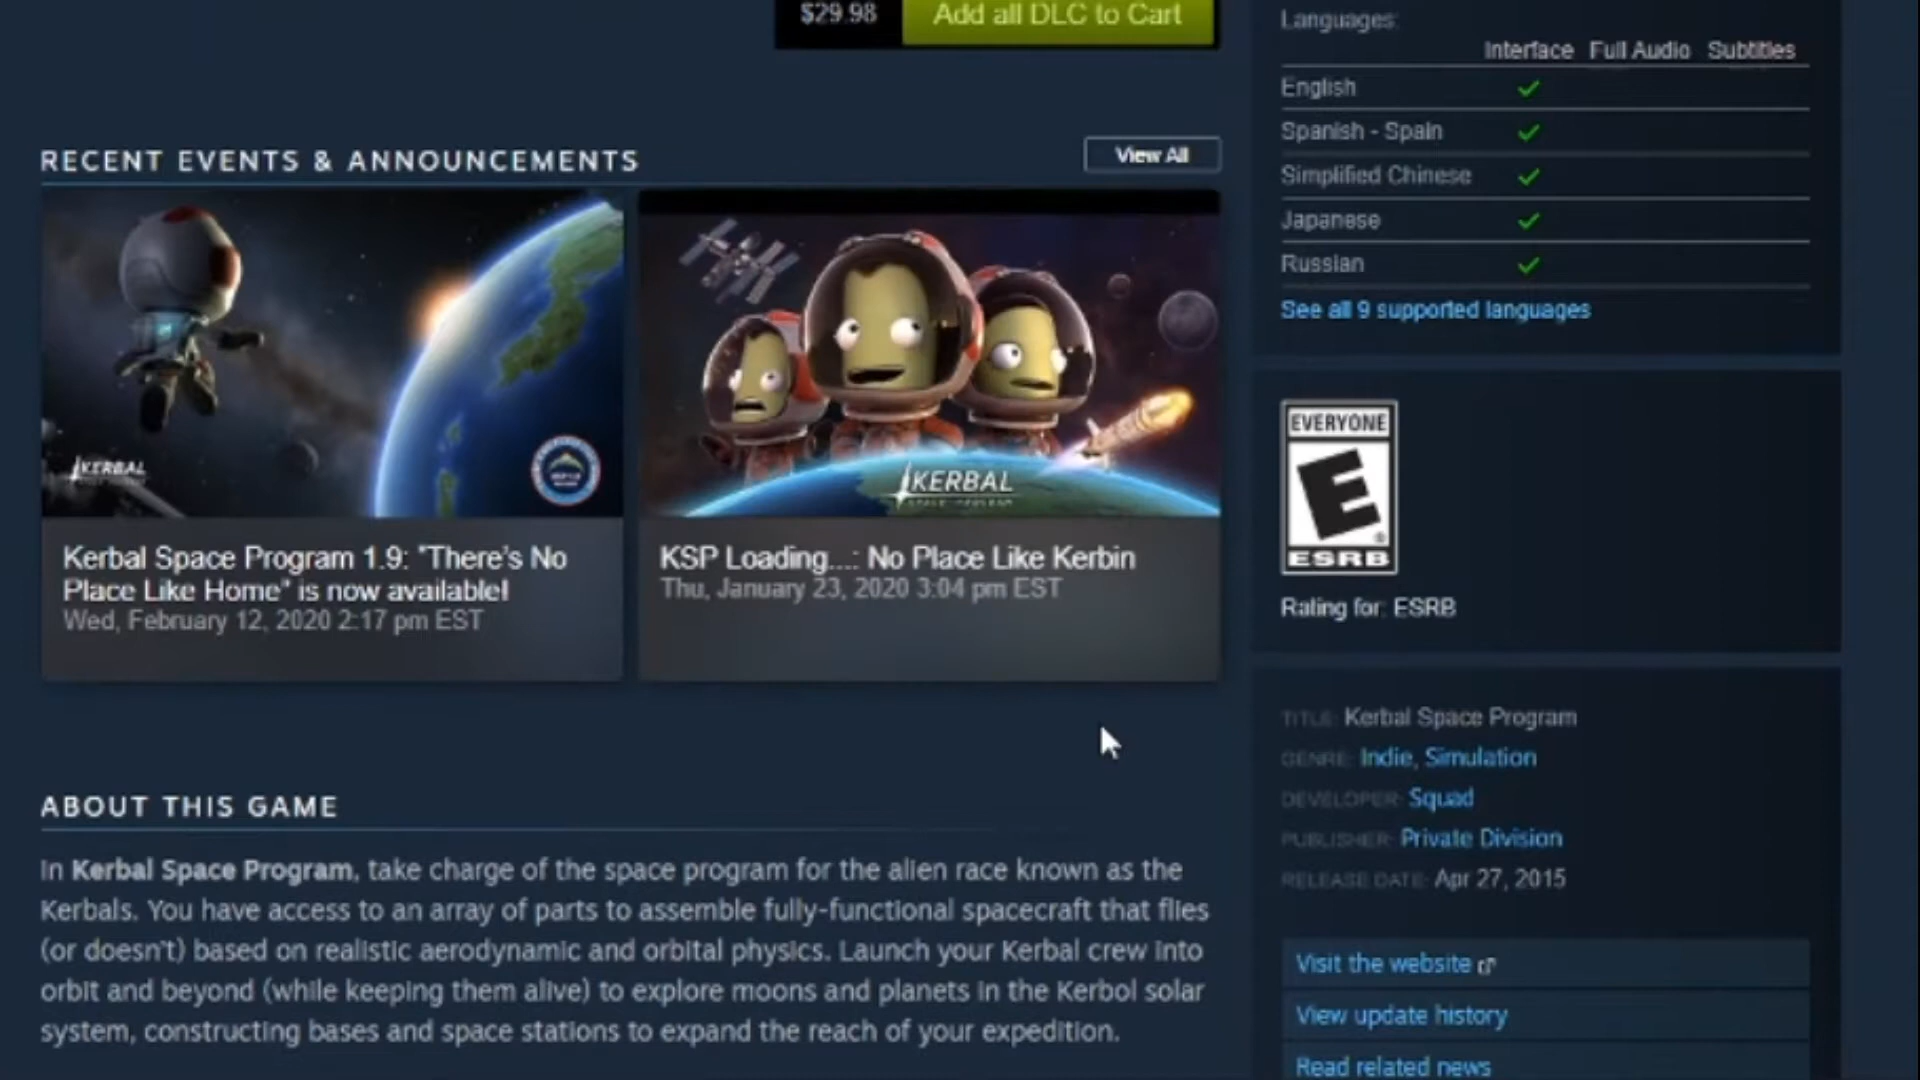 $29.98 Add all DLC to Cart
RECENT EVENTS & ANNOUNCEMENTS
View All
KERBAL
KERBAL
Kerbal Space Program 1.9: "There's No
Place Like Home" is now available!
Wed, February 12, 2020 2:17 pm EST
KSP Loading...: No Place Like Kerbin
Thu, January 23, 2020 3:04 pm EST
ABOUT THIS GAME
In Kerbal Space Program, take charge of the space program for the alien race known as the
Kerbals. You have access to an array of parts to assemble fully-functional spacecraft that flies
(or doesn't) based on realistic aerodynamic and orbital physics. Launch your Kerbal crew into
orbit and beyond (while keeping them alive) to explore moons and planets in the Kerbol solar
system, constructing bases and space stations to expand the reach of your expedition.
Languages:
Interface Full Audio Subtitles
English
Spanish - Spain
Simplified Chinese
Japanese
Russian
See all 9 supported languages
EVERYONE
E
ESRB
Rating for: ESRB
TITLE: Kerbal Space Program
GENRE: Indie, Simulation
DEVELOPER: Squad
PUBLISHER: Private Division
RELEASE DATE: Apr 27, 2015
Visit the website
View update history
Read related news